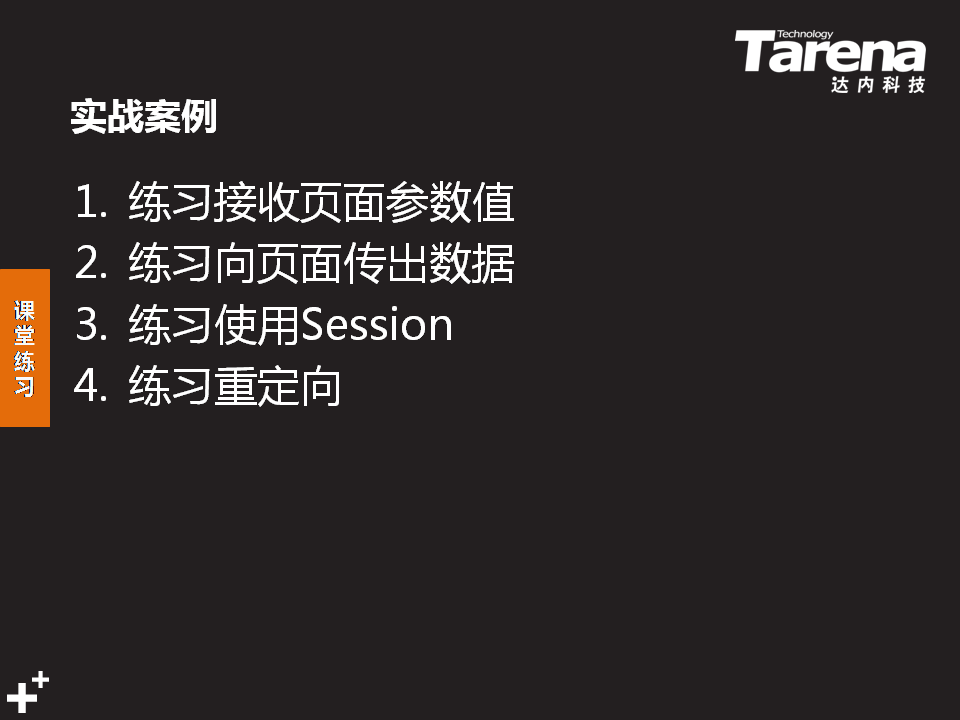 Technology
Tarena
达内科技
实战案例
1. 练习接收页面参数值
2. 练习向页面传出数据
3. 练习使用Session
4. 练习重定向
课堂练习